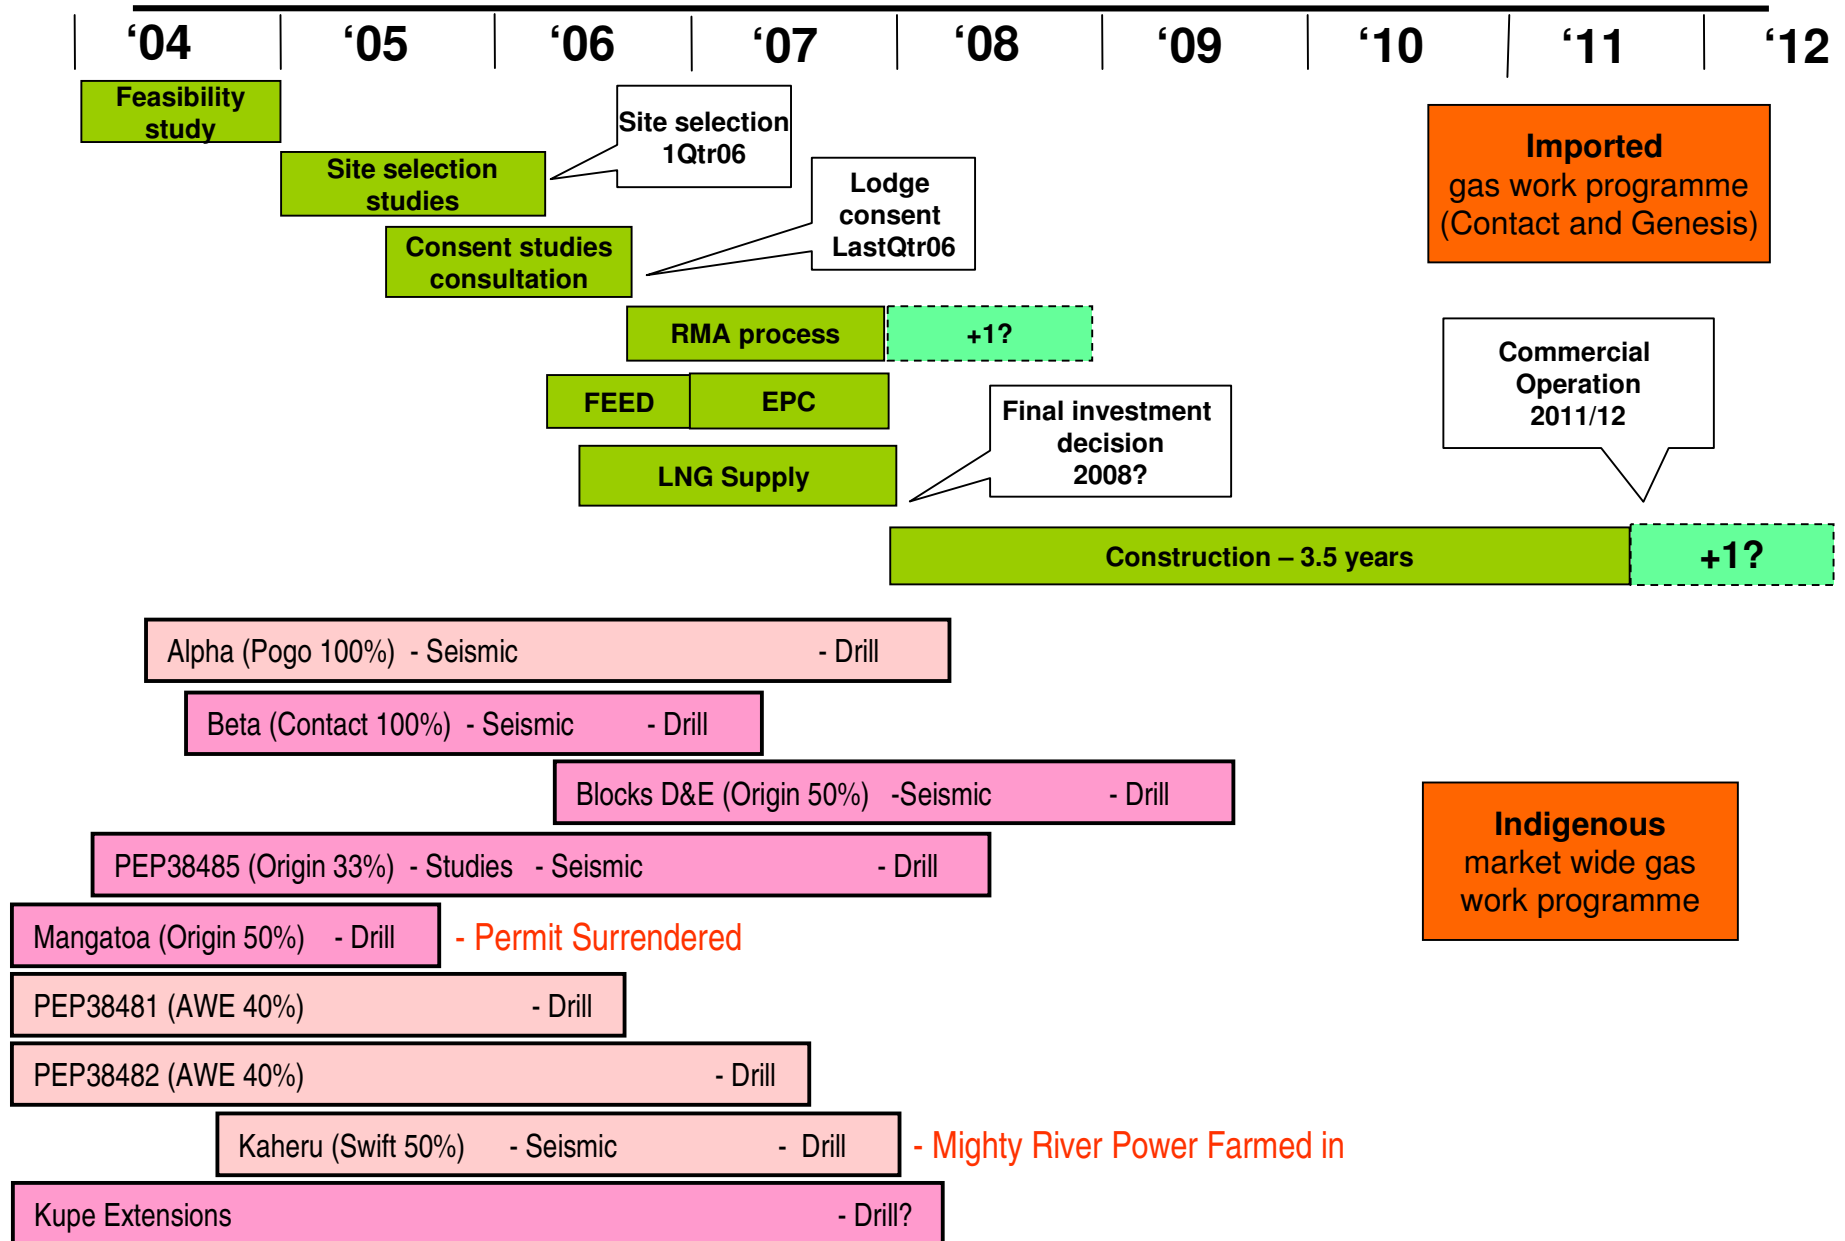 ‘04 ‘05 ‘06 ‘07 ‘08 ‘09 ‘10 ‘11 ‘12
Feasibility
study
Site selection
1Qtr06
Site selection
studies
Lodge
consent
LastQtr06
Consent studies
consultation
Imported
gas work programme
(Contact and Genesis)
RMA process
+1?
FEED
EPC
Final investment
decision
2008?
Commercial
Operation
2011/12
LNG Supply
Construction – 3.5 years
+1?
Alpha (Pogo 100%) - Seismic - Drill
Beta (Contact 100%) - Seismic - Drill
Blocks D&E (Origin 50%) -Seismic - Drill
PEP38485 (Origin 33%) - Studies - Seismic - Drill
Indigenous
market wide gas
work programme
Mangatoa (Origin 50%) - Drill - Permit Surrendered
PEP38481 (AWE 40%) - Drill
PEP38482 (AWE 40%) - Drill
Kaheru (Swift 50%) - Seismic - Drill - Mighty River Power Farmed in
Kupe Extensions - Drill?